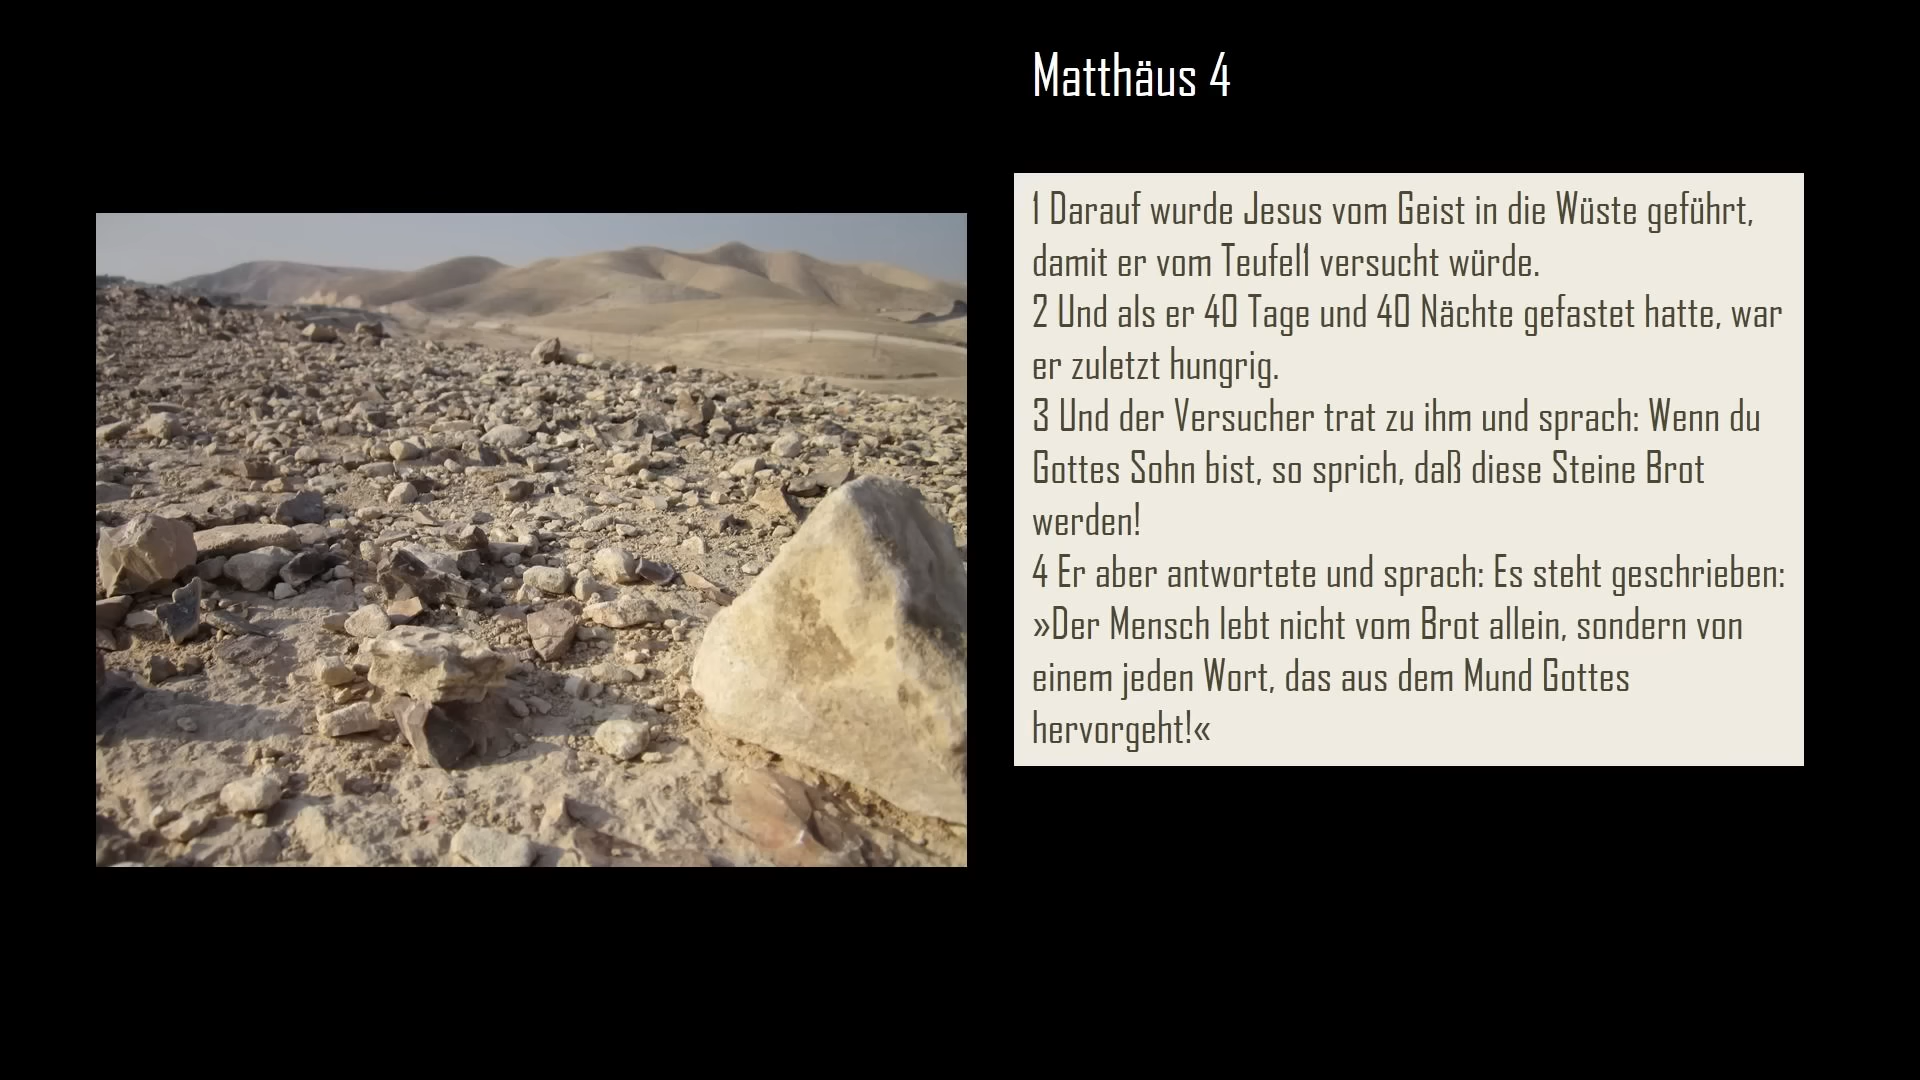 Matthäus 4
1 Darauf wurde Jesus vom Geist in die Wüste geführt,
damit er vom Teufel1 versucht würde.
2 Und als er 40 Tage und 40 Nächte gefastet hatte, war
er zuletzt hungrig.
3 Und der Versucher trat zu ihm und sprach: Wenn du
Gottes Sohn bist, so sprich, daß diese Steine Brot
werden!
4 Er aber antwortete und sprach: Es steht geschrieben:
»Der Mensch lebt nicht vom Brot allein, sondern von
einem jeden Wort, das aus dem Mund Gottes
hervorgeht!«